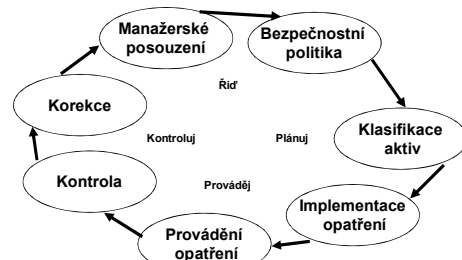 Manažerské
posouzení
Bezpečnostní
politika
Řiď
Korekce
Kontroluj
Plánuj
Klasifikace
aktiv
Kontrola
Prováděj
Implementace
opatření
Provádění
opatření